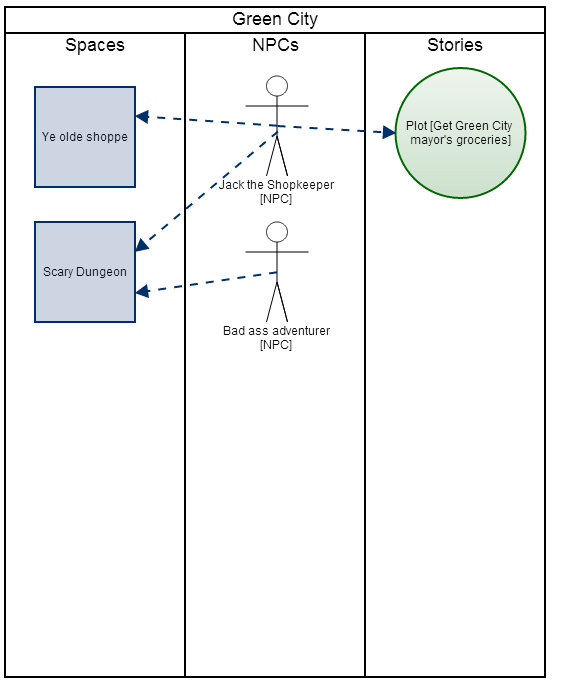 Green City
Spaces
NPCs
Stories
Ye olde shoppe
Plot [Get Green City
mayor's groceries]
Jack the Shopkeeper
[NPC]
Scary Dungeon
Bad ass adventurer
[NPC]